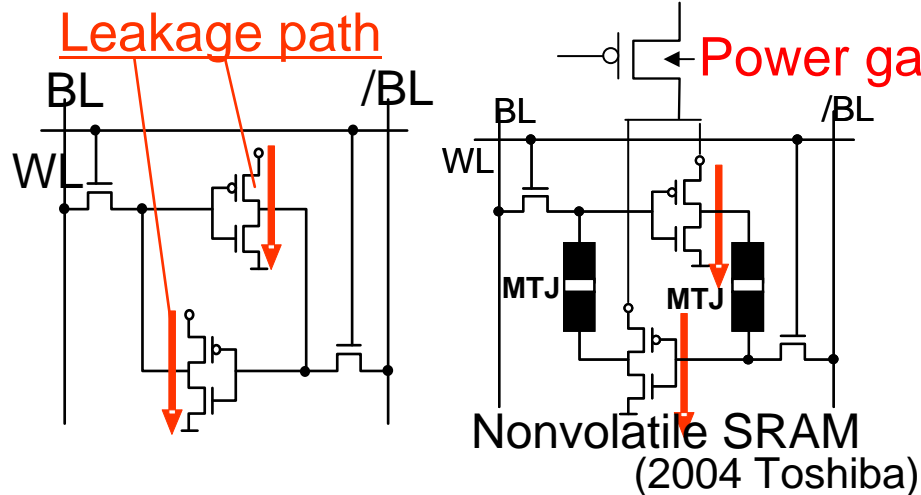 Leakage path
BL
/BL
WL
Power ga
BL
/BL
WL
MTJ
MTJ
Nonvolatile SRAM
(2004 Toshiba)